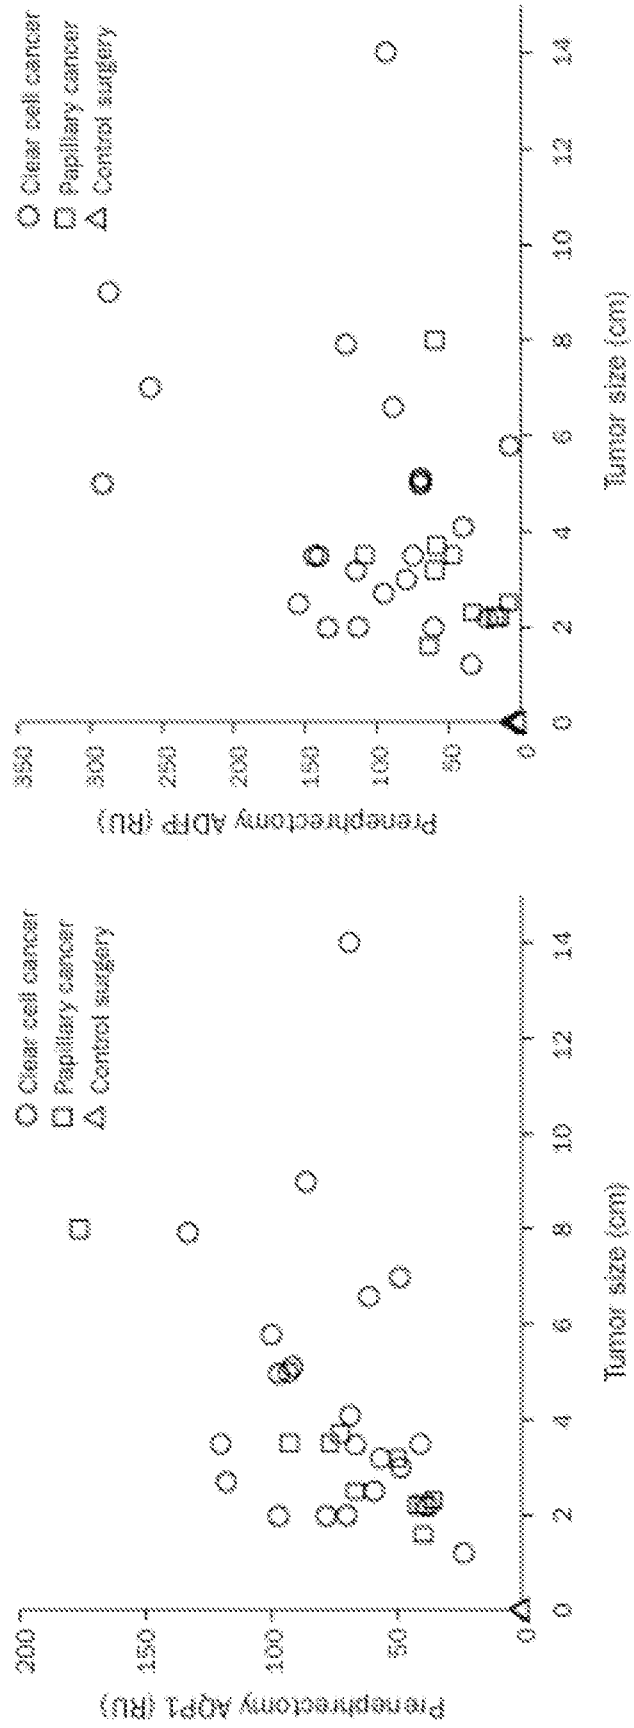 Prenephrectomy AQP1 (RU)
200
150
100
50
0
0 2 4 6 8 10 12 14
Tumor size (cm)
Clear cell cancer
Papillary cancer
Control surgery
Prenephrectomy ADFP (RU)
350
300
250
200
150
100
50
0
0 2 4 6 8 10 12 14
Tumor size (cm)
Clear cell cancer
Papillary cancer
Control surgery